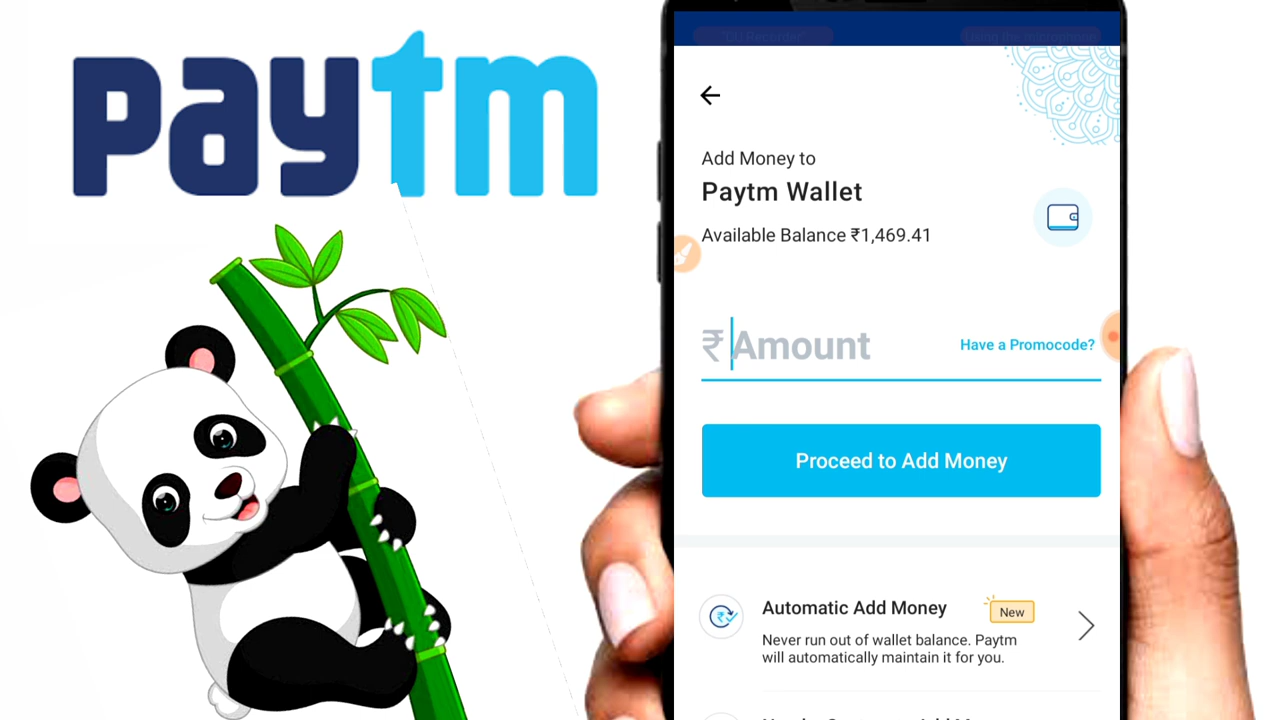 paytm
Add Money to
Paytm Wallet
Available Balance ₹1,469.41
₹ Amount
Have a Promocode?
Proceed to Add Money
Automatic Add Money
New
Never run out of wallet balance. Paytm
will automatically maintain it for you.